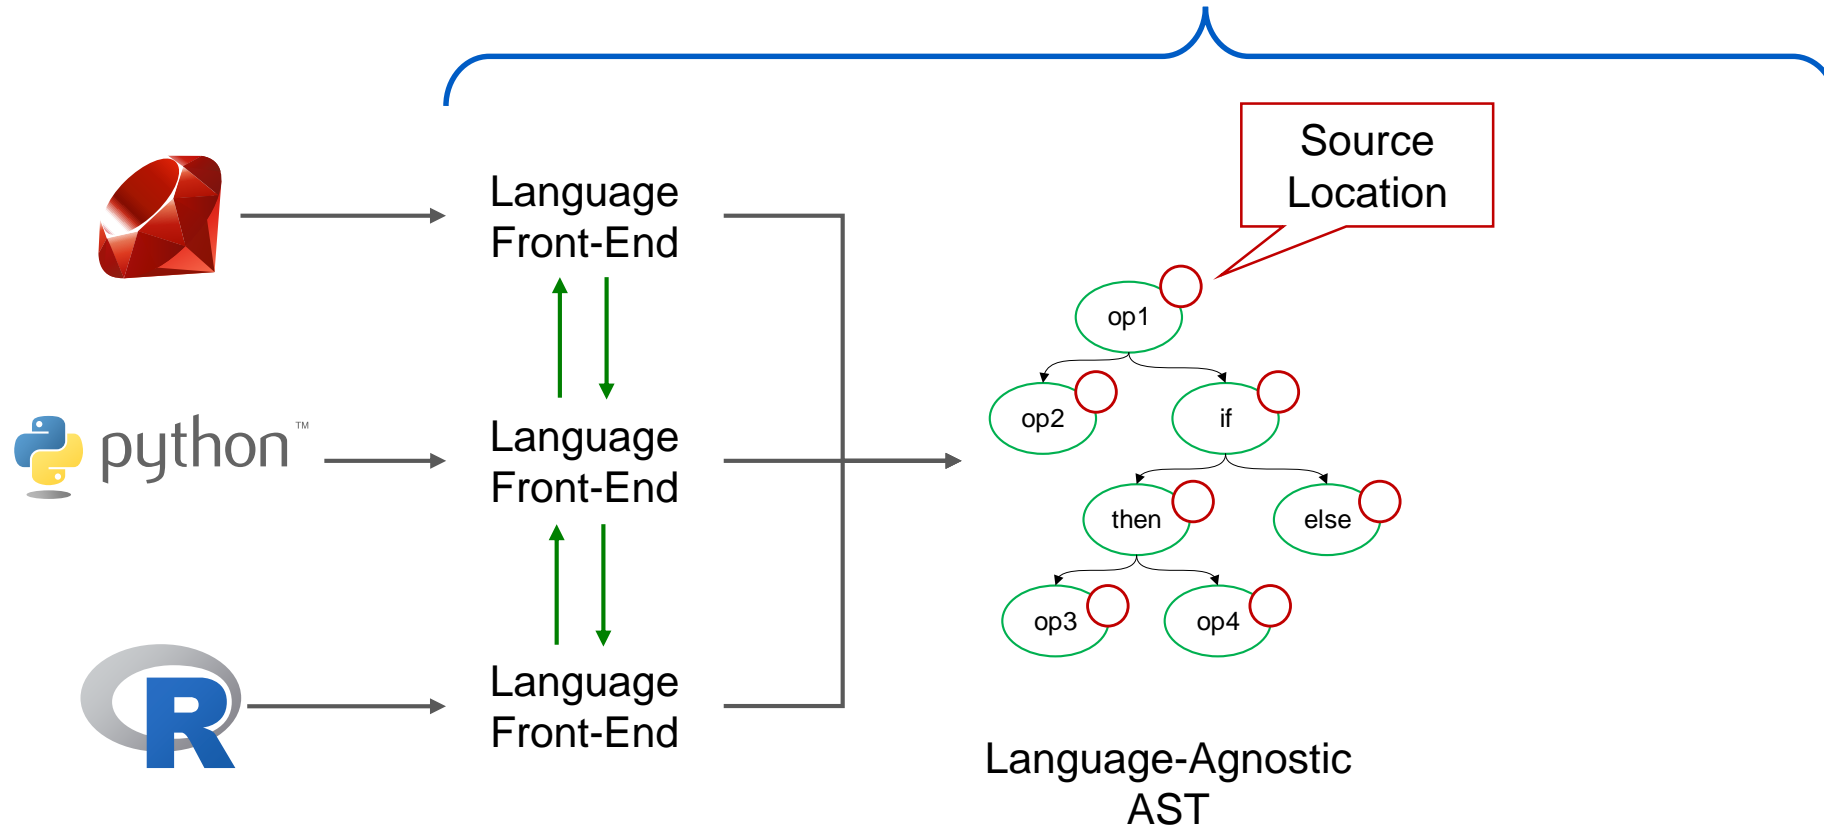 Source
Location
Language
Front-End
op1
op2
if
python™
Language
Front-End
then
else
op3
op4
R
Language
Front-End
Language-Agnostic
AST